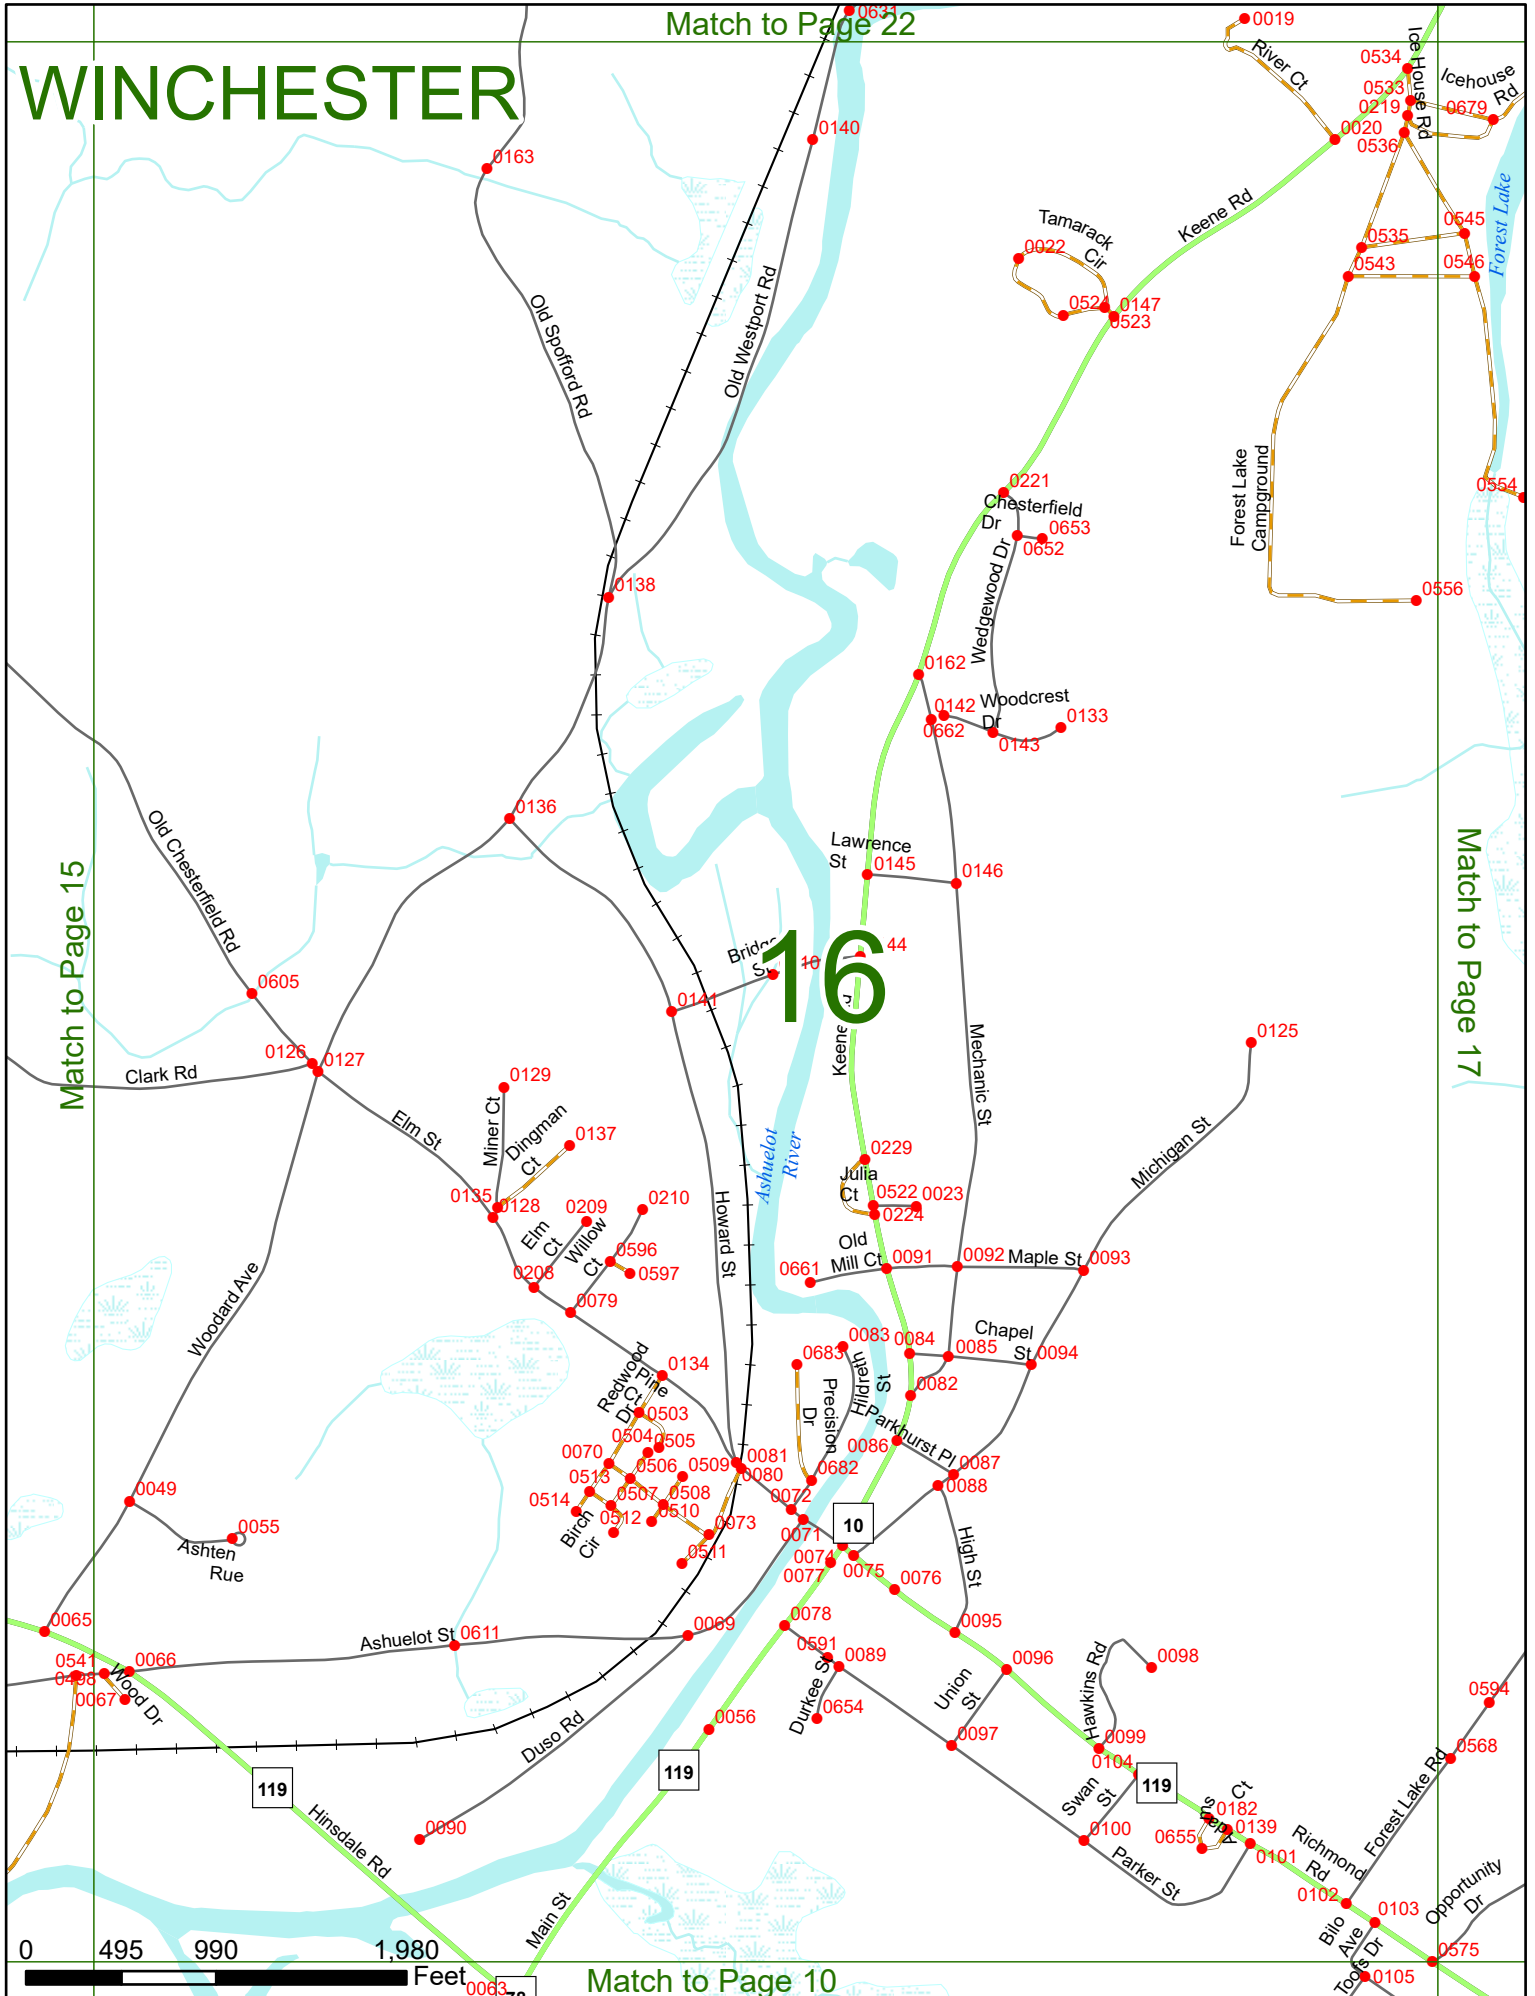 Match to Page 22
WINCHESTER
0631
0019
River Ct
Ice House Rd
Icehouse
Rd
0534
0533
0219
0679
0020
0536
0140
0163
Keene Rd
Tamarack
Cir
0022
0524
0147
0523
0535
0545
0543
0546
Forest Lake
Old Spofford Rd
Old Westport Rd
0221
Chesterfield
Dr
0653
0652
Forest Lake
Campground
0554
0556
Wedgewood Dr
0138
0162
0142
Woodcrest
Dr
0133
0662
0143
0136
Old Chesterfield Rd
Lawrence
St
0145
0146
Match to Page 15
Match to Page 17
16
44
10
0605
0141
Keene
Mechanic St
0125
0126
0127
Clark Rd
Elm St
0129
Miner Ct
Dingman
Ct
0137
0135
0128
0209
0210
Elm
Ct
Willow
Ct
0596
0597
0208
0079
Howard St
Ashuelot
River
0229
Julia
Ct
0522
0023
0224
Old
Mill Ct
0091
0092
Maple St
0093
0661
Michigan St
Woodard Ave
0083
0084
0085
Chapel
St
0094
0683
0082
Hildreth
St
Precision
Dr
0134
Redwood
Dr
Pine
Ct
0503
0504
0505
0070
0506
0509
0081
0080
0513
0507
0508
0514
0512
0510
0073
0511
Birch
Cir
0682
0072
0071
0086
Parkhurst Pl
0087
0088
10
0074
0075
0077
0076
High St
0049
0055
Ashten
Rue
0065
0066
0541
0498
0067
Wood Dr
Ashuelot St
0611
0069
0078
0591
0089
Durkee St
0654
0095
0096
Union
St
0097
Hawkins Rd
0098
0099
0104
119
Swan
St
0100
Parker St
0182
0139
0655
Adams
Ct
0101
Richmond
Rd
0102
0103
Bilo
Ave
Toofs Dr
0105
0575
Opportunity
Dr
Forest Lake Rd
0594
0568
0056
119
Duso Rd
0090
119
Hinsdale Rd
Main St
0063
0 495 990 1,980
Feet
Match to Page 10